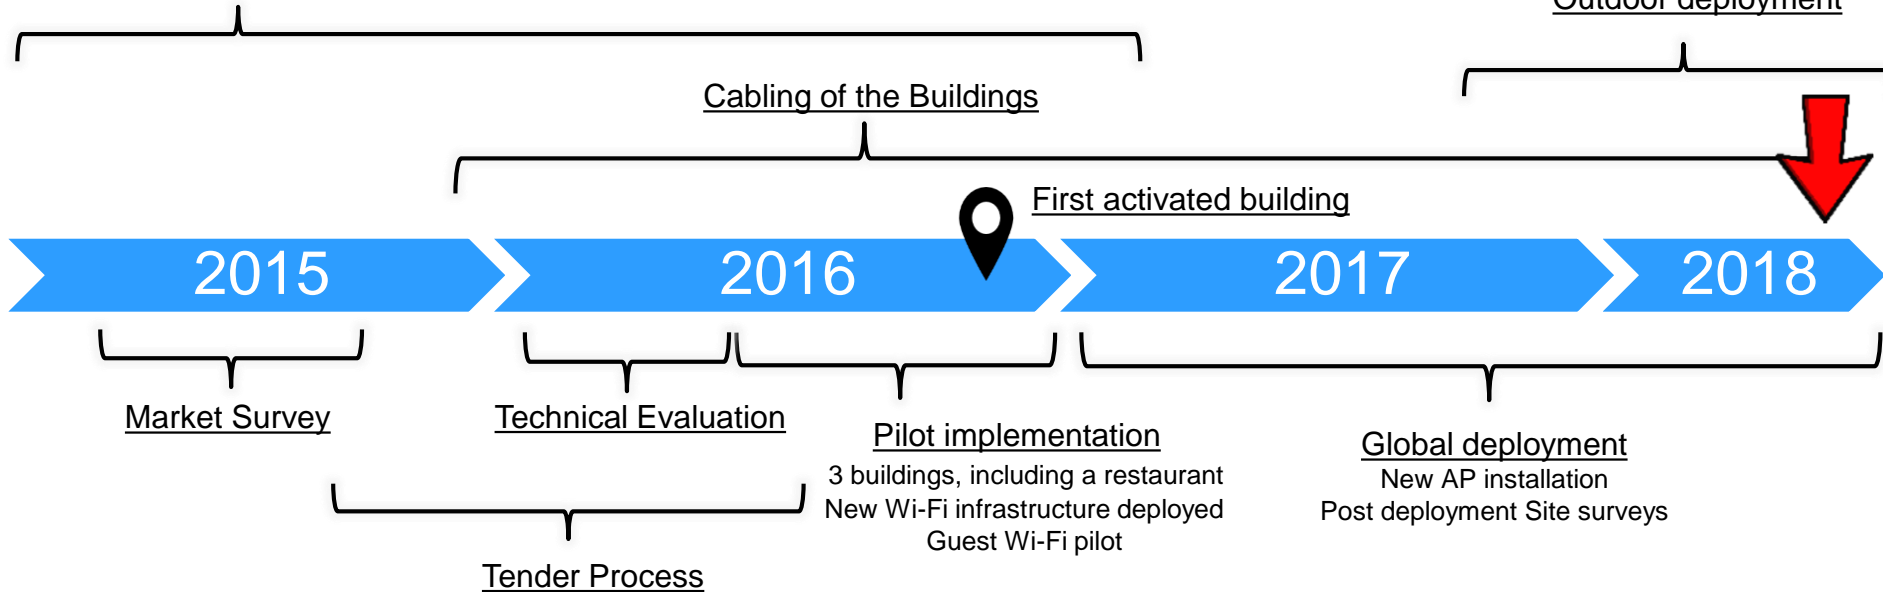 Outdoor deployment
Cabling of the Buildings
First activated building
2015
2016
2017
2018
Market Survey
Technical Evaluation
Pilot implementation
3 buildings, including a restaurant
New Wi-Fi infrastructure deployed
Guest Wi-Fi pilot
Global deployment
New AP installation
Post deployment Site surveys
Tender Process